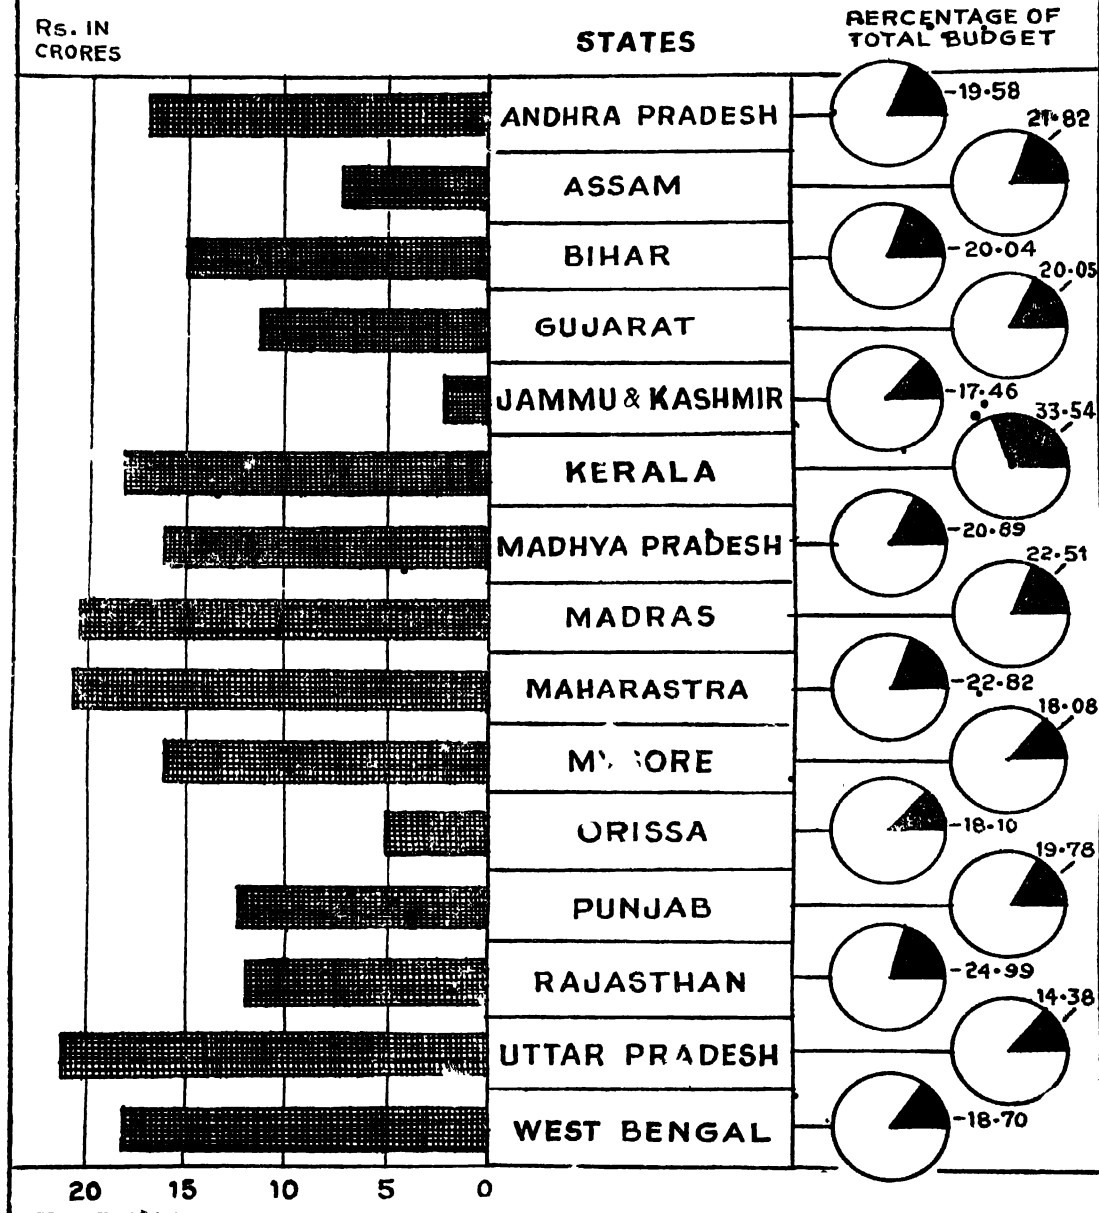 Rs. IN
CRORES
STATES
PERCENTAGE OF
TOTAL BUDGET
ANDHRA PRADESH
19.58
ASSAM
21.82
BIHAR
20.04
GUJARAT
20.05
JAMMU & KASHMIR
17.46
KERALA
33.54
MADHYA PRADESH
20.89
MADRAS
22.51
MAHARASTRA
22.82
18.08
ORISSA
18.10
PUNJAB
19.78
RAJASTHAN
24.99
UTTAR PRADESH
14.38
WEST BENGAL
18.70
20 15 10 5 0